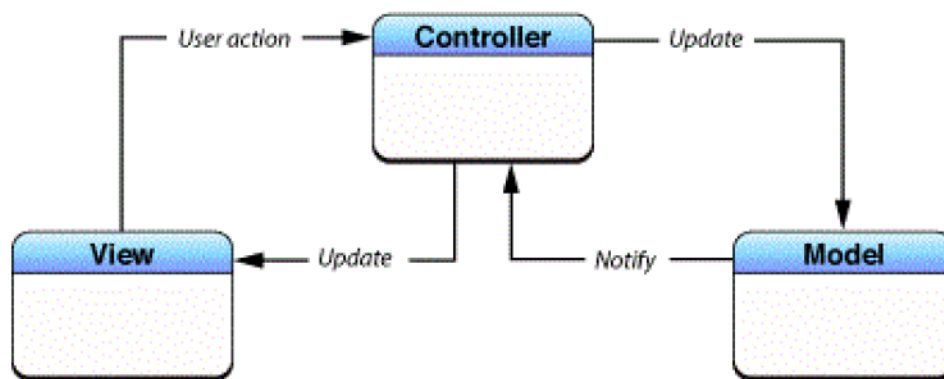 User action
Controller
Update
View
Update
Notify
Model